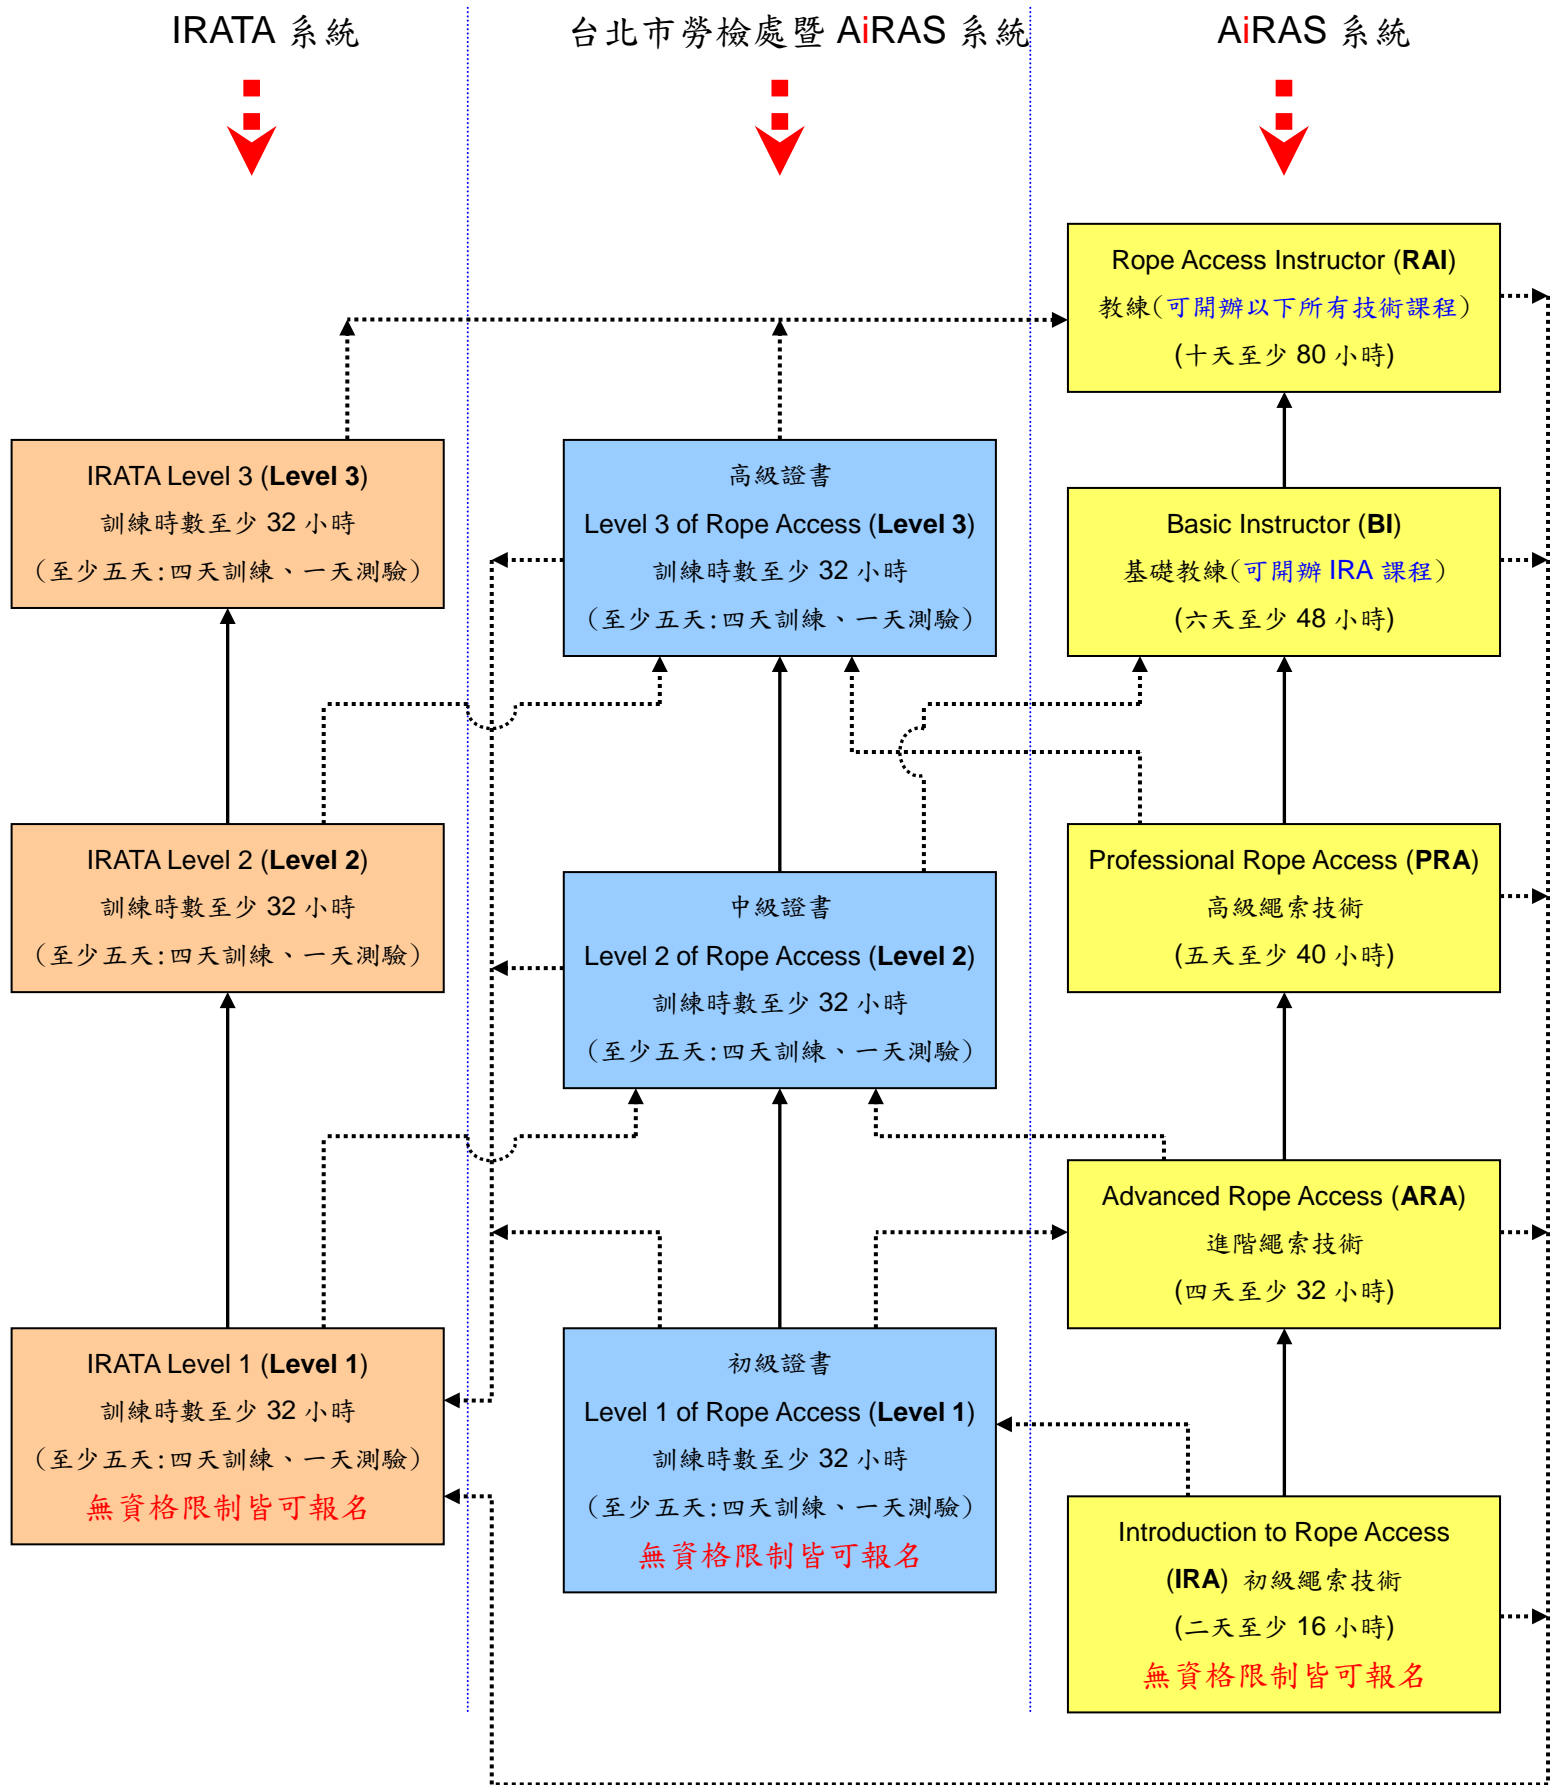 IRATA 系統
台北市勞檢處暨 AiRAS 系統
AiRAS 系統
Rope Access Instructor (RAI)
教練(可開辦以下所有技術課程)
(十天至少 80 小時)
IRATA Level 3 (Level 3)
訓練時數至少 32 小時
(至少五天:四天訓練、一天測驗)
高級證書
Level 3 of Rope Access (Level 3)
訓練時數至少 32 小時
(至少五天:四天訓練、一天測驗)
Basic Instructor (BI)
基礎教練(可開辦 IRA 課程)
(六天至少 48 小時)
IRATA Level 2 (Level 2)
訓練時數至少 32 小時
(至少五天:四天訓練、一天測驗)
中級證書
Level 2 of Rope Access (Level 2)
訓練時數至少 32 小時
(至少五天:四天訓練、一天測驗)
Professional Rope Access (PRA)
高級繩索技術
(五天至少 40 小時)
Advanced Rope Access (ARA)
進階繩索技術
(四天至少 32 小時)
IRATA Level 1 (Level 1)
訓練時數至少 32 小時
(至少五天:四天訓練、一天測驗)
無資格限制皆可報名
初級證書
Level 1 of Rope Access (Level 1)
訓練時數至少 32 小時
(至少五天:四天訓練、一天測驗)
無資格限制皆可報名
Introduction to Rope Access
(IRA) 初級繩索技術
(二天至少 16 小時)
無資格限制皆可報名